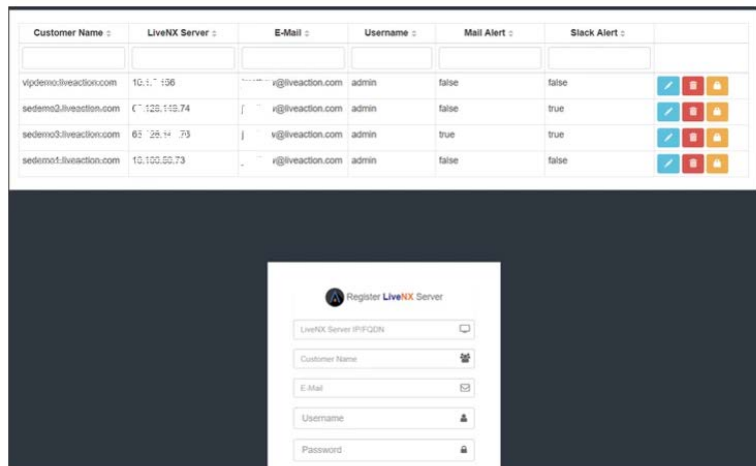 Customer Name LiveNX Server E-Mail Username Mail Alert Slack Alert
vipdemo.liveaction.com @liveaction.com admin false false
sedemo2.liveaction.com @liveaction.com admin false true
sedemo3.liveaction.com @liveaction.com admin true true
sedemo1.liveaction.com @liveaction.com admin false false
Register LiveNX Server
LiveNX Server IP/FQDN
Customer Name
E-Mail
Username
Password